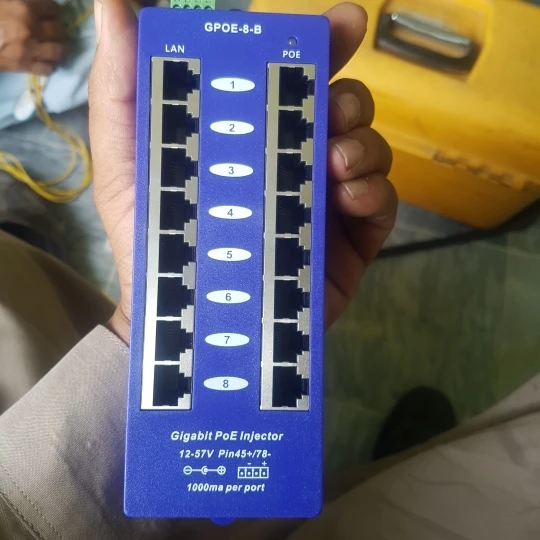 GPOE-8-B
LAN
POE
1
2
3
4
5
6
7
8
Gigabit PoE Injector
12-57V Pin45+/78-
- +
1000ma per port